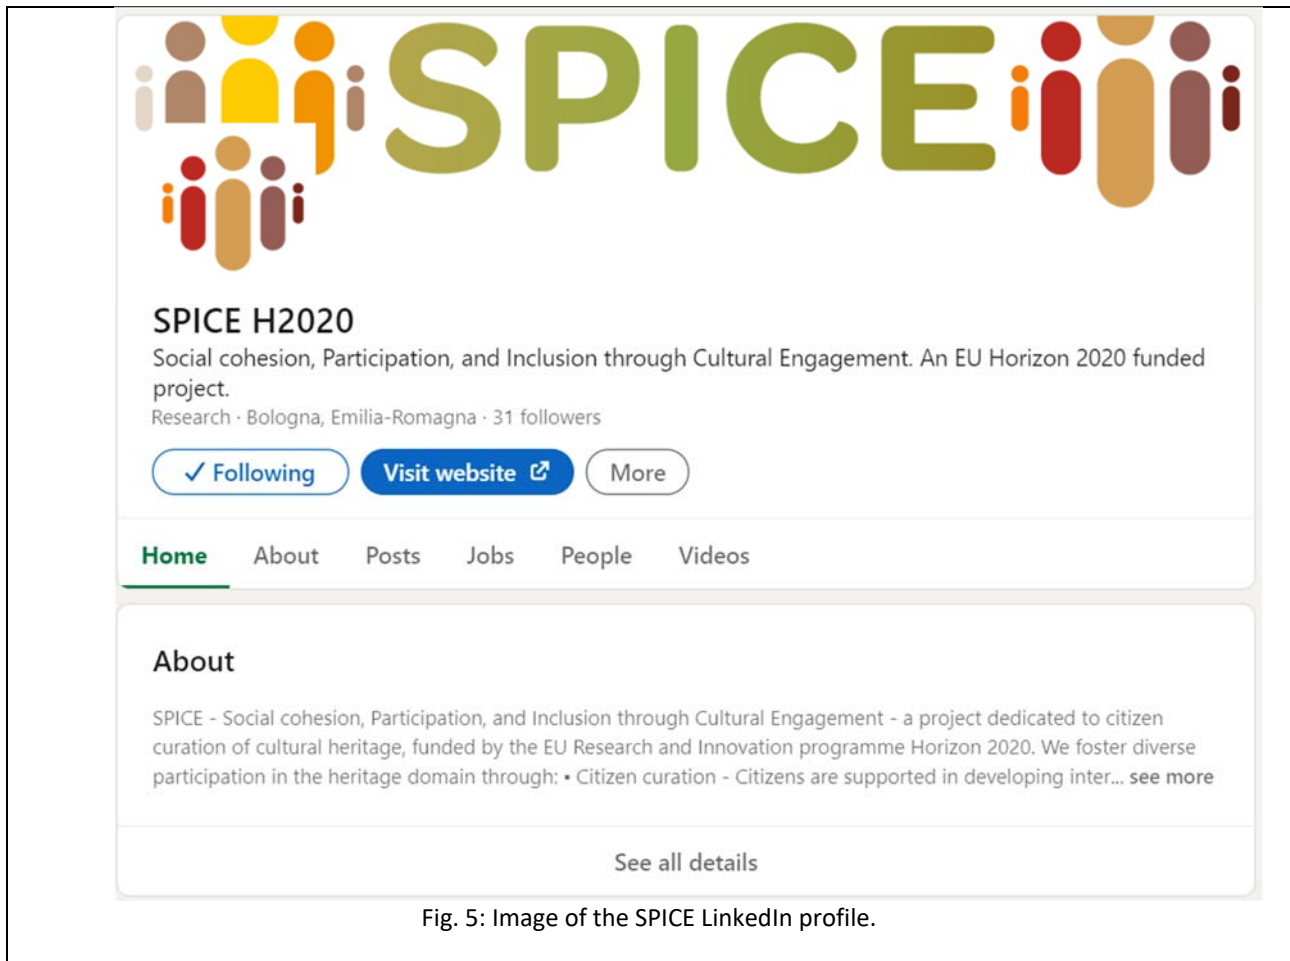 SPICE
SPICE H2020
Social cohesion, Participation, and Inclusion through Cultural Engagement. An EU Horizon 2020 funded
project.
Research · Bologna, Emilia-Romagna · 31 followers
✓ Following Visit website More
Home About Posts Jobs People Videos
About
SPICE - Social cohesion, Participation, and Inclusion through Cultural Engagement - a project dedicated to citizen
curation of cultural heritage, funded by the EU Research and Innovation programme Horizon 2020. We foster diverse
participation in the heritage domain through: • Citizen curation - Citizens are supported in developing inter... see more
See all details
Fig. 5: Image of the SPICE LinkedIn profile.